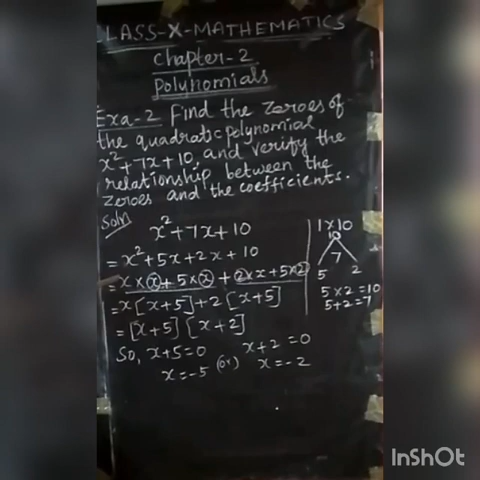 CLASS-X-MATHEMATICS
Chapter-2
Polynomials
Exa-2 Find the zeroes of
the quadratic polynomial
x²+7x+10, and verify the
relationship between the
zeroes and the coefficients.
Soln
x²+7x+10
= x²+5x+2x+10
= x×x+5×x+2×x+5×2
= x[x+5]+2[x+5]
= [x+5][x+2]
So, x+5=0 x+2=0
x=-5 (or) x=-2
1×10
10
7
5 2
5×2=10
5+2=7
InShOt